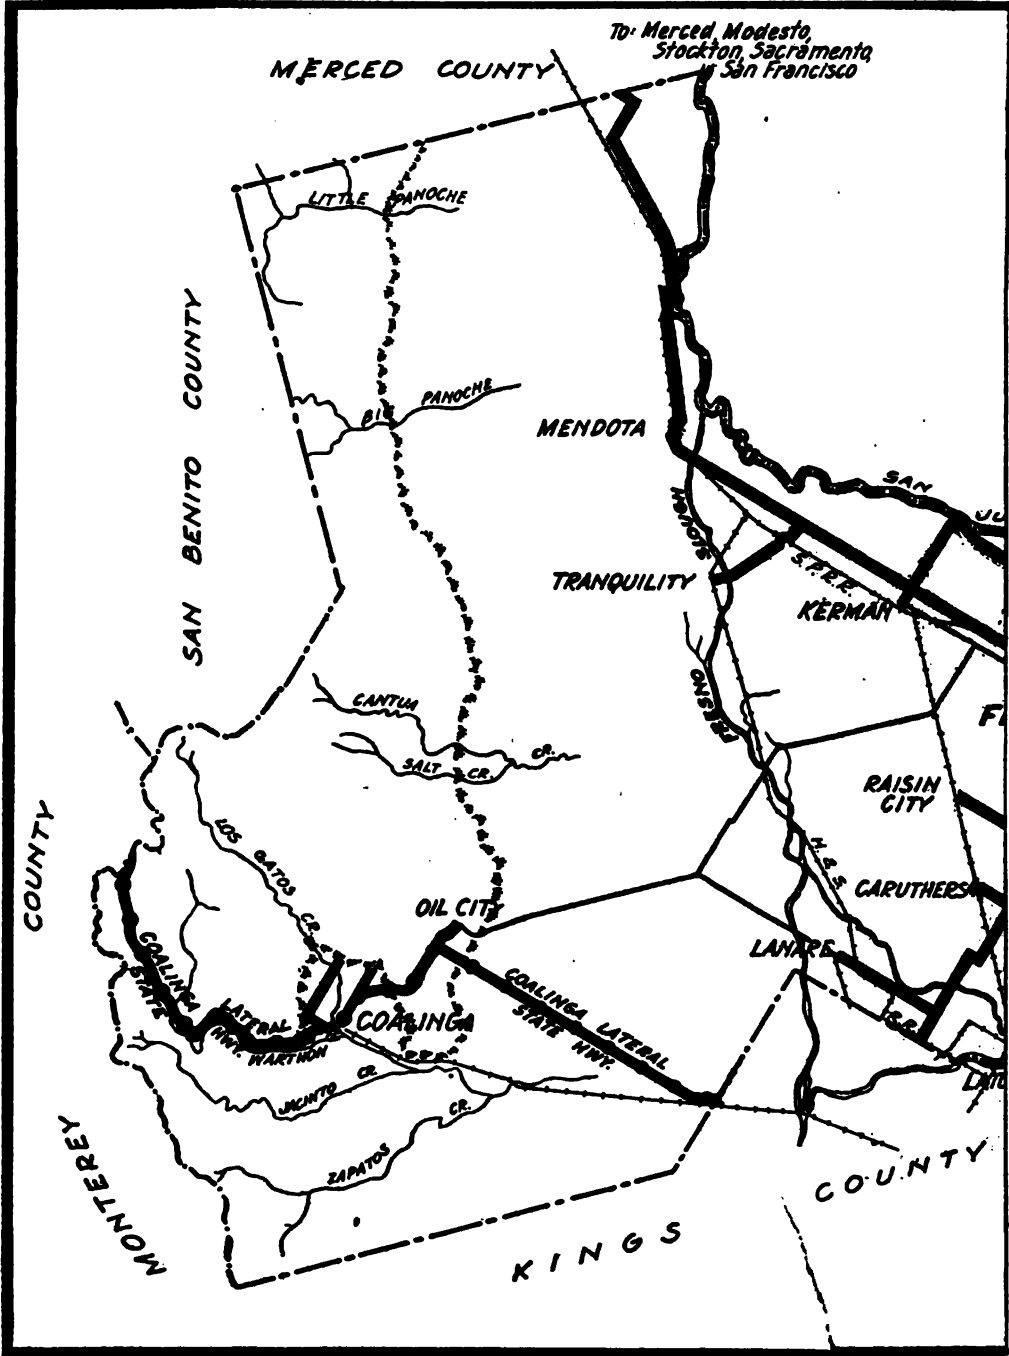 To: Merced, Modesto,
Stockton, Sacramento,
San Francisco
MERCED COUNTY
LITTLE PANOCHE
SAN BENITO COUNTY
BIG PANOCHE
MENDOTA
SAN
SLOUGH
TRANQUILITY
S.P.R.R.
KERMAN
FRESNO
CANTUA CR.
SALT CR.
RAISIN
CITY
LOS GATOS CR.
H. & S.
CARUTHERS
COUNTY
OIL CITY
LANARE
R.R.
COALINGA
STATE
LATERAL
HWY.
WARTHON
COALINGA
COALINGA LATERAL
STATE HWY.
JACINTO CR.
ZAPATOS CR.
MONTEREY
KINGS COUNTY